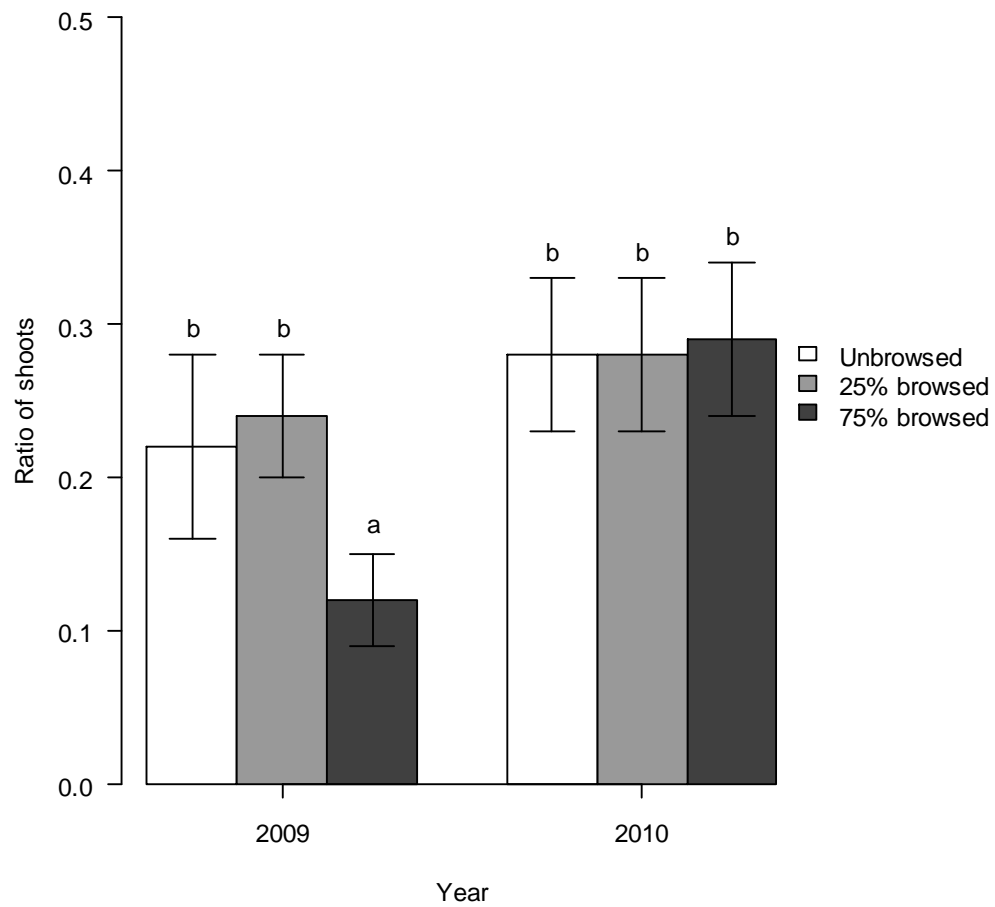 0.5
0.4
0.3
0.2
0.1
0.0
Ratio of shoots
b
b
a
b
b
b
Unbrowsed
25% browsed
75% browsed
2009
2010
Year